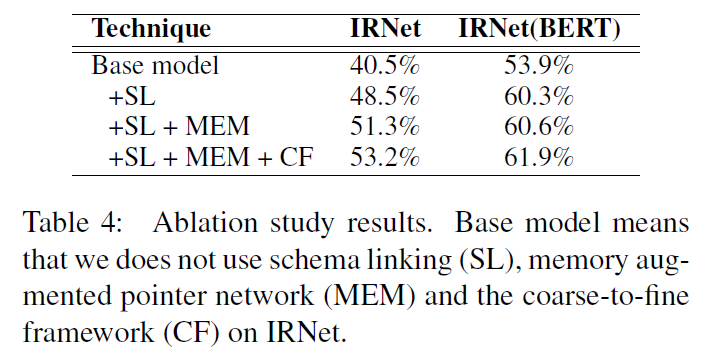 Technique IRNet IRNet(BERT)
Base model 40.5% 53.9%
+SL 48.5% 60.3%
+SL + MEM 51.3% 60.6%
+SL + MEM + CF 53.2% 61.9%
Table 4: Ablation study results. Base model means
that we does not use schema linking (SL), memory aug-
mented pointer network (MEM) and the coarse-to-fine
framework (CF) on IRNet.